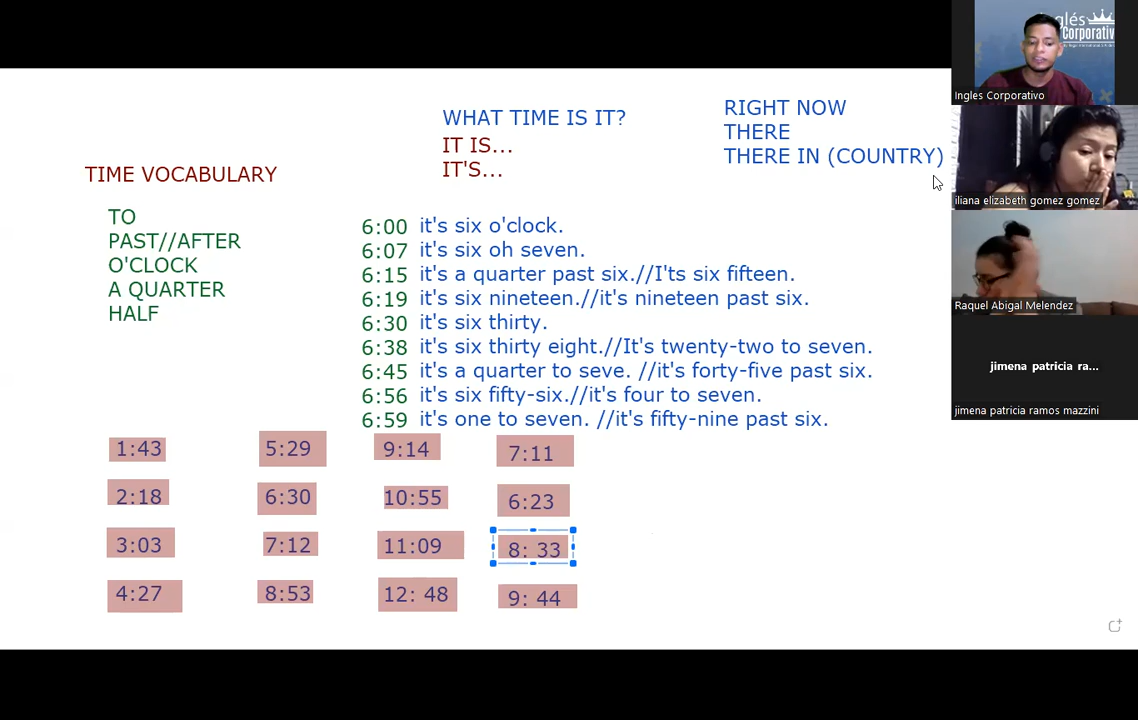 WHAT TIME IS IT?
IT IS...
IT'S...
RIGHT NOW
THERE
THERE IN (COUNTRY)
TIME VOCABULARY
TO
PAST//AFTER
O'CLOCK
A QUARTER
HALF
6:00 it's six o'clock.
6:07 it's six oh seven.
6:15 it's a quarter past six.//I'ts six fifteen.
6:19 it's six nineteen.//it's nineteen past six.
6:30 it's six thirty.
6:38 it's six thirty eight.//It's twenty-two to seven.
6:45 it's a quarter to seve. //it's forty-five past six.
6:56 it's six fifty-six.//it's four to seven.
6:59 it's one to seven. //it's fifty-nine past six.
1:43 5:29 9:14 7:11
2:18 6:30 10:55 6:23
3:03 7:12 11:09 8: 33
4:27 8:53 12: 48 9: 44
Ingles Corporativo
iliana elizabeth gomez gomez
Raquel Abigal Melendez
jimena patricia ra...
jimena patricia ramos mazzini